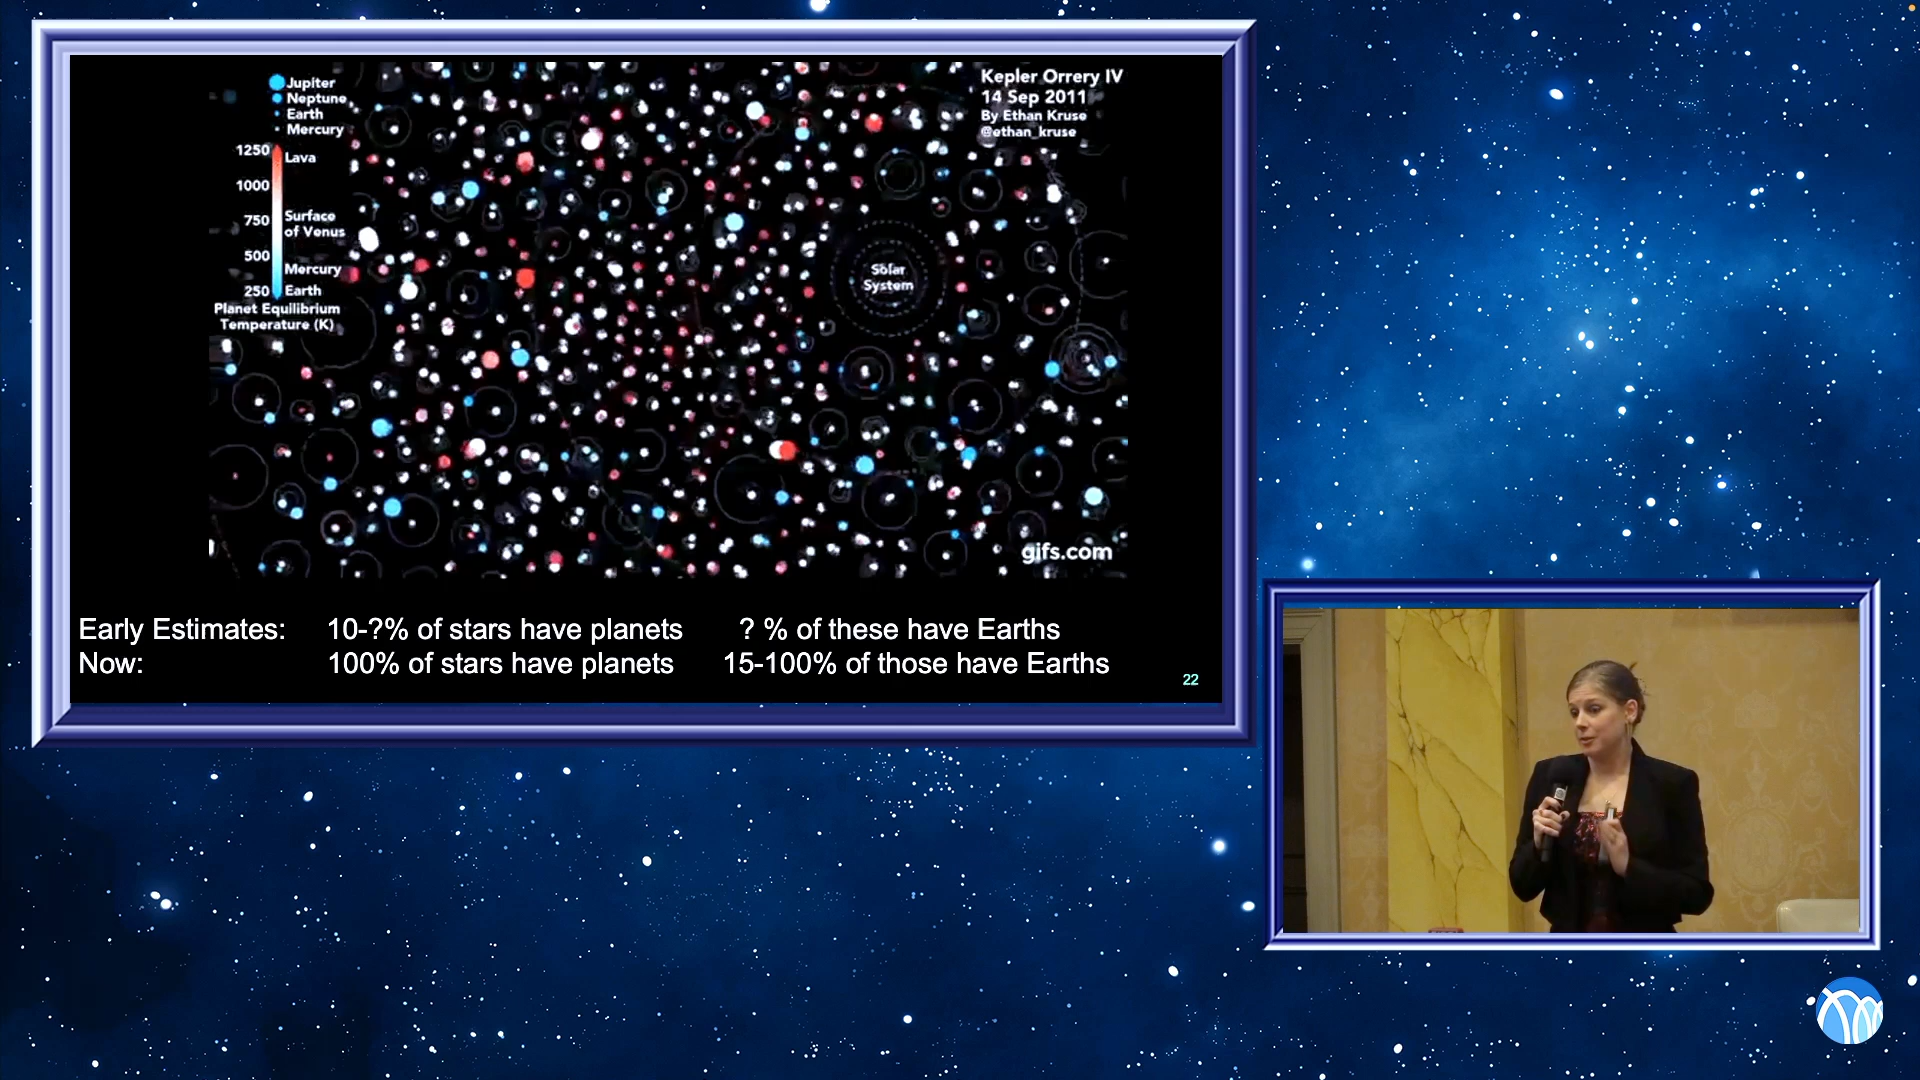 Jupiter
Neptune
Earth
Mercury
1250
Lava
1000
750
Surface
of Venus
500
Mercury
250
Earth
Planet Equilibrium
Temperature (K)
Kepler Orrery IV
14 Sep 2011
By Ethan Kruse
@ethan_kruse
Solar
System
gifs.com
Early Estimates: 10-?% of stars have planets ? % of these have Earths
Now: 100% of stars have planets 15-100% of those have Earths
22